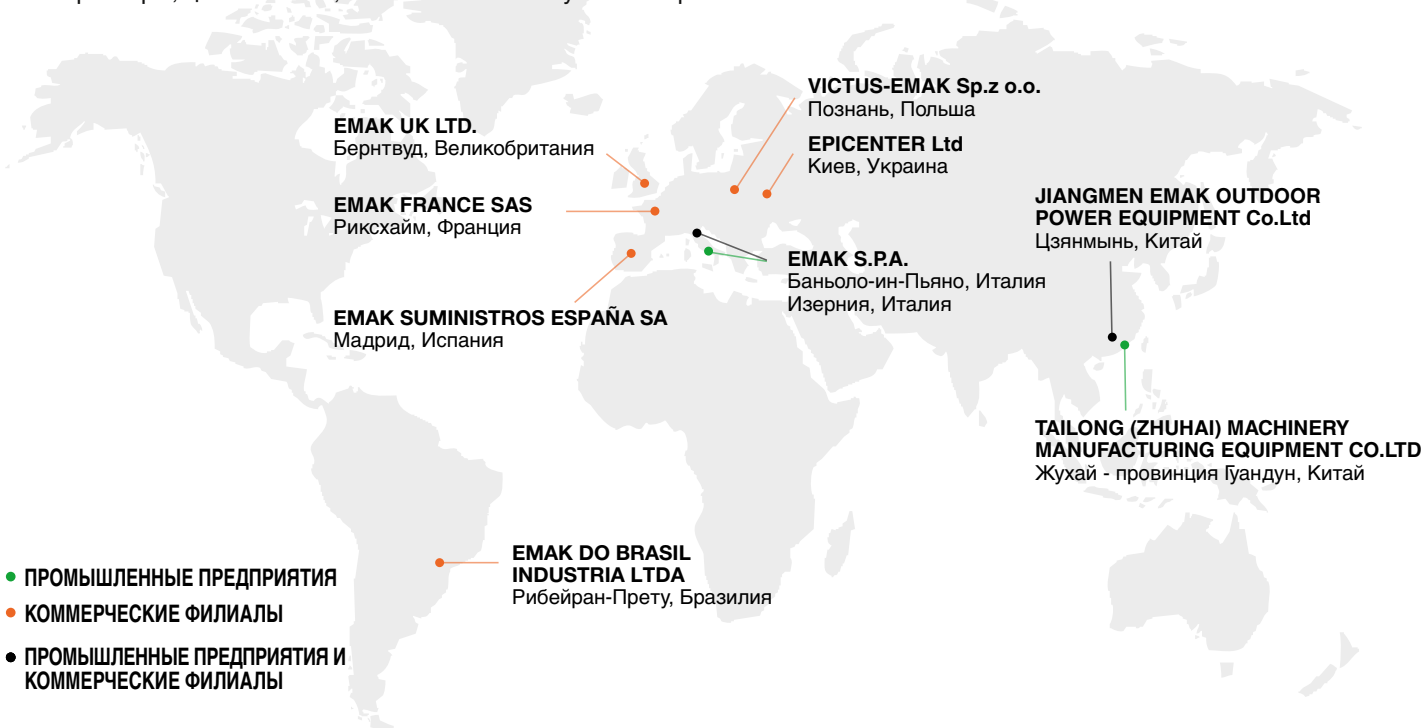 VICTUS-EMAK Sp.z o.o.
Познань, Польша
EMAK UK LTD.
Бернтвуд, Великобритания
EPICENTER Ltd
Киев, Украина
EMAK FRANCE SAS
Риксхайм, Франция
JIANGMEN EMAK OUTDOOR
POWER EQUIPMENT Co.Ltd
Цзянмынь, Китай
EMAK S.P.A.
Баньоло-ин-Пьяно, Италия
Изерния, Италия
EMAK SUMINISTROS ESPAÑA SA
Мадрид, Испания
TAILONG (ZHUHAI) MACHINERY
MANUFACTURING EQUIPMENT CO.LTD
Жухай - провинция Гуандун, Китай
EMAK DO BRASIL
INDUSTRIA LTDA
Рибейран-Прету, Бразилия
ПРОМЫШЛЕННЫЕ ПРЕДПРИЯТИЯ
КОММЕРЧЕСКИЕ ФИЛИАЛЫ
ПРОМЫШЛЕННЫЕ ПРЕДПРИЯТИЯ И
КОММЕРЧЕСКИЕ ФИЛИАЛЫ